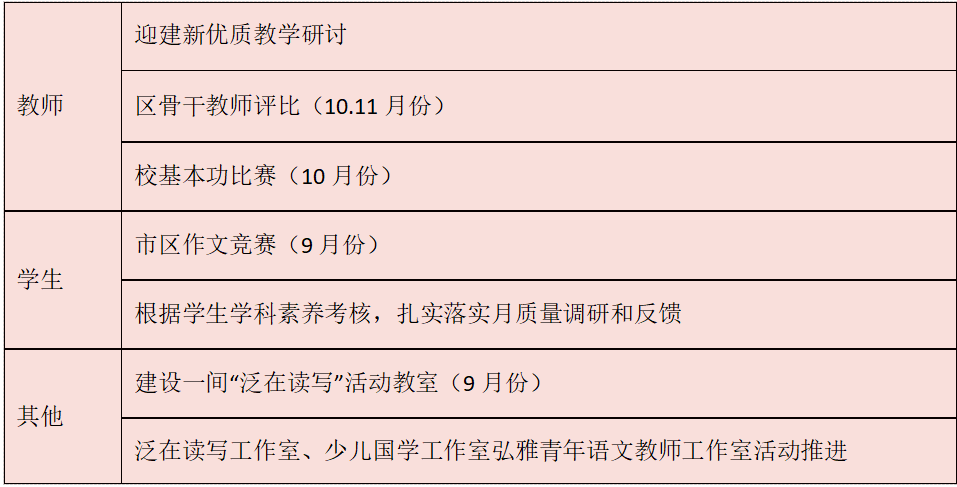 教师
迎建新优质教学研讨
区骨干教师评比（10.11 月份）
校基本功比赛（10 月份）
学生
市区作文竞赛（9 月份）
根据学生学科素养考核，扎实落实月质量调研和反馈
其他
建设一间“泛在读写”活动教室（9 月份）
泛在读写工作室、少儿国学工作室弘雅青年语文教师工作室活动推进